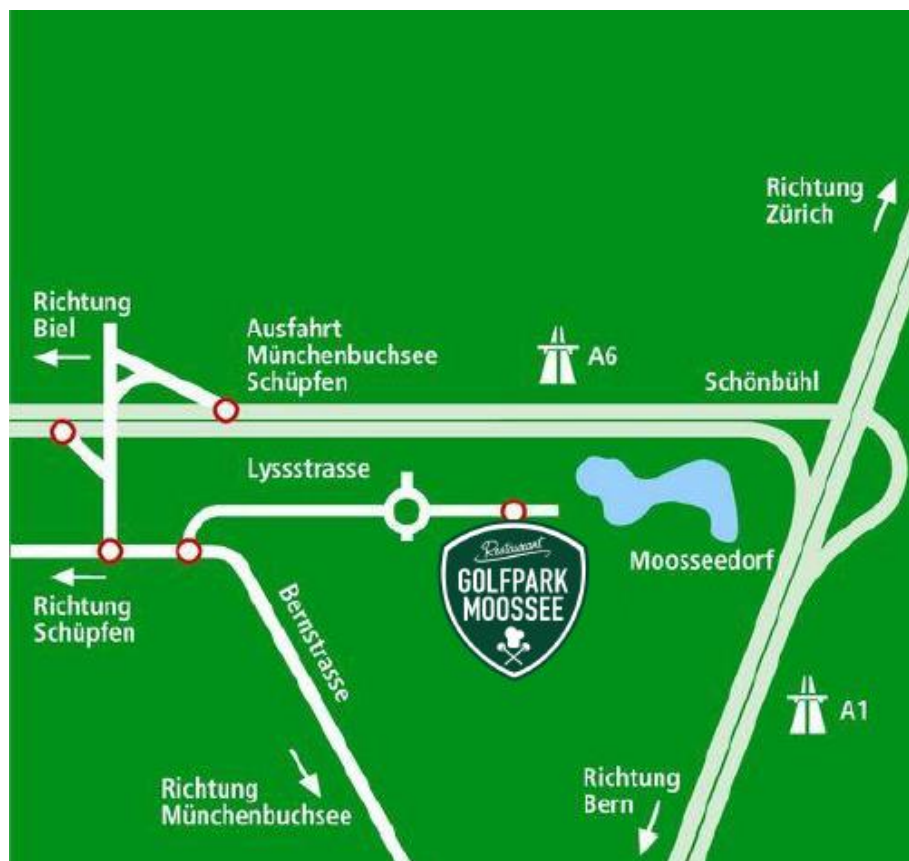 Richtung
Zürich
Richtung
Biel
Ausfahrt
Münchenbuchsee
Schüpfen
A6
Schönbühl
Lyssstrasse
Restaurant
GOLFPARK
MOOSSEE
Moosseedorf
Richtung
Schüpfen
Bernstrasse
A1
Richtung
Münchenbuchsee
Richtung
Bern